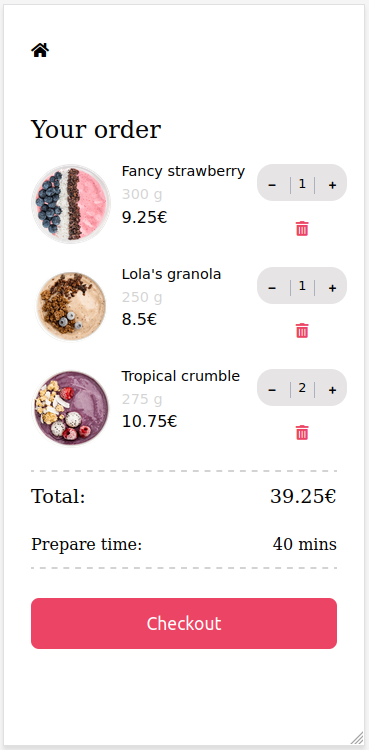 Your order
Fancy strawberry
300 g
9.25€
− 1 +
Lola's granola
250 g
8.5€
− 1 +
Tropical crumble
275 g
10.75€
− 2 +
Total: 39.25€
Prepare time: 40 mins
Checkout